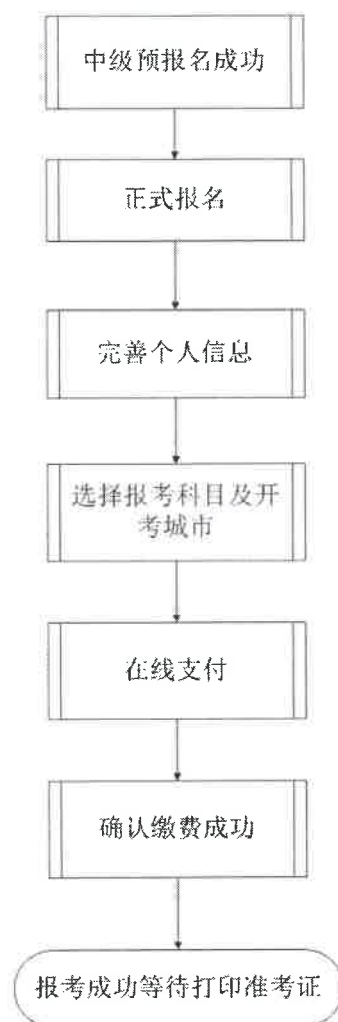 中级预报名成功
正式报名
完善个人信息
选择报考科目及开
考城市
在线支付
确认缴费成功
报考成功等待打印准考证